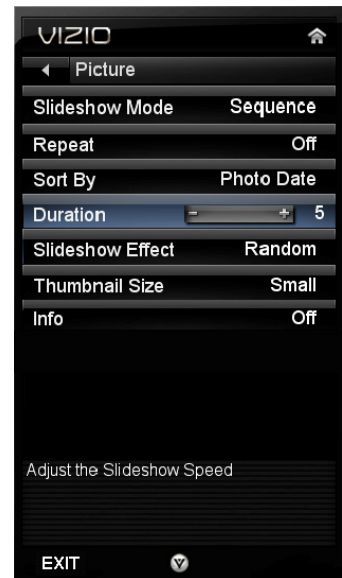 VIZIO
Picture
Slideshow Mode Sequence
Repeat Off
Sort By Photo Date
Duration - + 5
Slideshow Effect Random
Thumbnail Size Small
Info Off
Adjust the Slideshow Speed
EXIT V